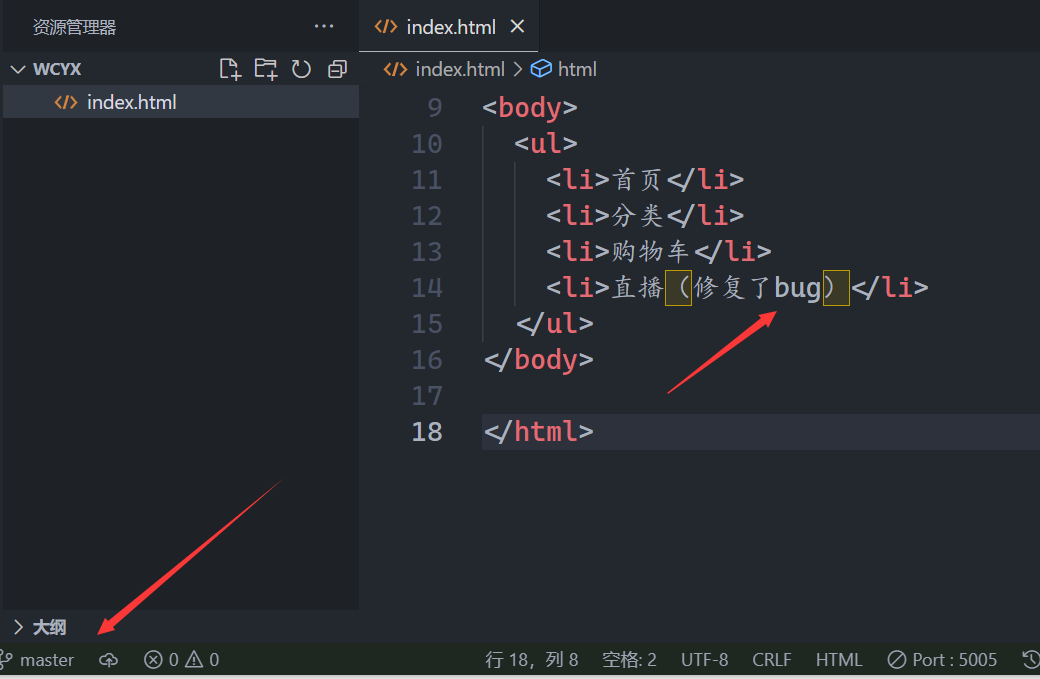 资源管理器 ···
WCYX
index.html
index.html
index.html > html
9 <body>
10 <ul>
11 <li>首页</li>
12 <li>分类</li>
13 <li>购物车</li>
14 <li>直播（修复了bug）</li>
15 </ul>
16 </body>
17
18 </html>
大纲
master 0 0 行 18，列 8 空格: 2 UTF-8 CRLF HTML Port : 5005